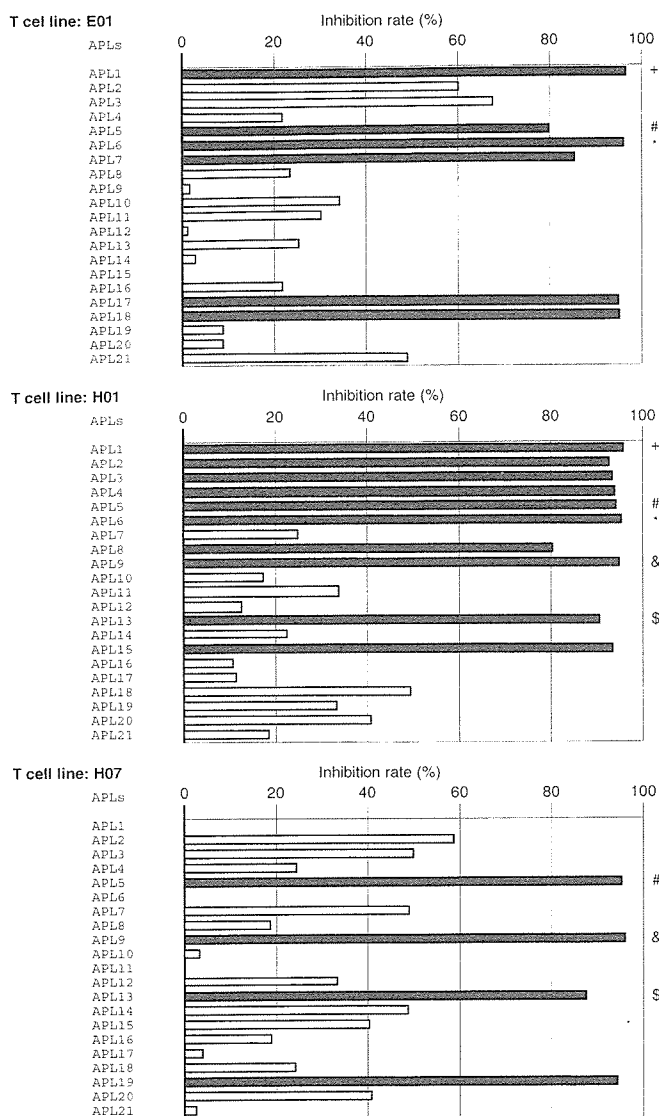 T cel line: E01 Inhibition rate (%)
APLs 0 20 40 60 80 100
APL1 +
APL2
APL3
APL4
APL5 #
APL6 *
APL7
APL8
APL9
APL10
APL11
APL12
APL13
APL14
APL15
APL16
APL17
APL18
APL19
APL20
APL21
T cell line: H01 Inhibition rate (%)
APLs 0 20 40 60 80 100
APL1 +
APL2
APL3
APL4
APL5 #
APL6 *
APL7
APL8
APL9 &
APL10
APL11
APL12
APL13 $
APL14
APL15
APL16
APL17
APL18
APL19
APL20
APL21
T cell line: H07 Inhibition rate (%)
APLs 0 20 40 60 80 100
APL1
APL2
APL3
APL4
APL5 #
APL6
APL7
APL8
APL9 &
APL10
APL11
APL12
APL13 $
APL14
APL15
APL16
APL17
APL18
APL19
APL20
APL21